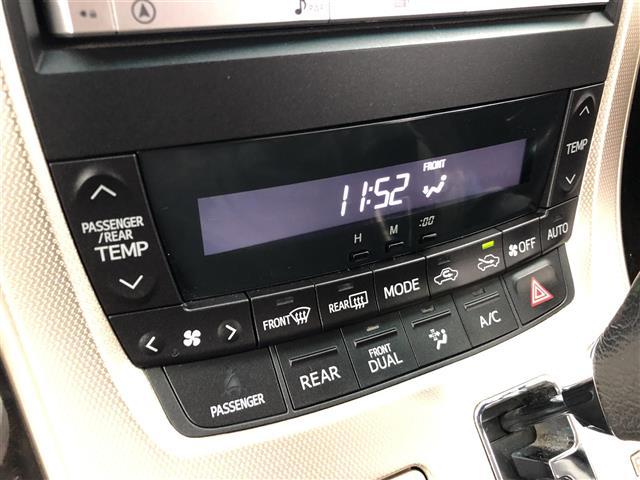 FRONT
11:52
H M :00
PASSENGER
/REAR
TEMP
TEMP
FRONT REAR MODE OFF AUTO
PASSENGER REAR FRONT
DUAL A/C